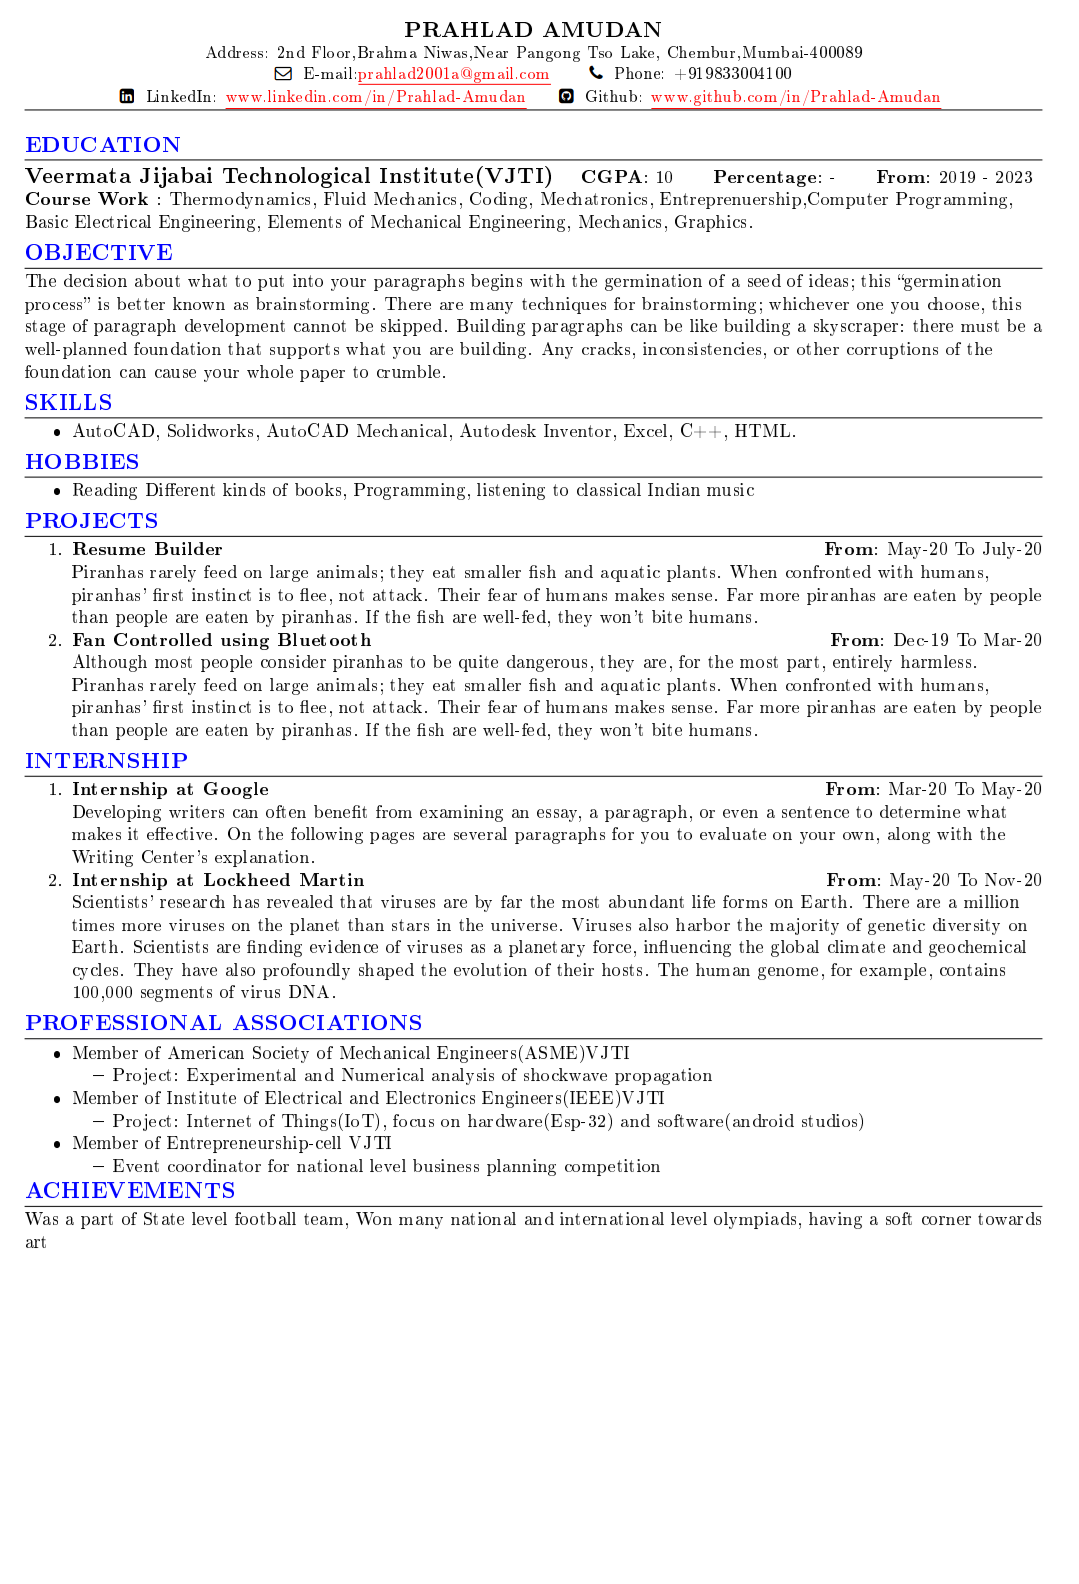 PRAHLAD AMUDAN
Address: 2nd Floor,Brahma Niwas,Near Pangong Tso Lake, Chembur,Mumbai-400089
E-mail:prahlad2001a@gmail.com Phone: +919833004100
LinkedIn: www.linkedin.com/in/Prahlad-Amudan Github: www.github.com/in/Prahlad-Amudan
EDUCATION
Veermata Jijabai Technological Institute(VJTI) CGPA: 10 Percentage: - From: 2019 - 2023
Course Work : Thermodynamics, Fluid Mechanics, Coding, Mechatronics, Entreprenuership,Computer Programming,
Basic Electrical Engineering, Elements of Mechanical Engineering, Mechanics, Graphics.
OBJECTIVE
The decision about what to put into your paragraphs begins with the germination of a seed of ideas; this “germination
process” is better known as brainstorming. There are many techniques for brainstorming; whichever one you choose, this
stage of paragraph development cannot be skipped. Building paragraphs can be like building a skyscraper: there must be a
well-planned foundation that supports what you are building. Any cracks, inconsistencies, or other corruptions of the
foundation can cause your whole paper to crumble.
SKILLS
• AutoCAD, Solidworks, AutoCAD Mechanical, Autodesk Inventor, Excel, C++, HTML.
HOBBIES
• Reading Different kinds of books, Programming, listening to classical Indian music
PROJECTS
1. Resume Builder From: May-20 To July-20
Piranhas rarely feed on large animals; they eat smaller fish and aquatic plants. When confronted with humans,
piranhas’ first instinct is to flee, not attack. Their fear of humans makes sense. Far more piranhas are eaten by people
than people are eaten by piranhas. If the fish are well-fed, they won’t bite humans.
2. Fan Controlled using Bluetooth From: Dec-19 To Mar-20
Although most people consider piranhas to be quite dangerous, they are, for the most part, entirely harmless.
Piranhas rarely feed on large animals; they eat smaller fish and aquatic plants. When confronted with humans,
piranhas’ first instinct is to flee, not attack. Their fear of humans makes sense. Far more piranhas are eaten by people
than people are eaten by piranhas. If the fish are well-fed, they won’t bite humans.
INTERNSHIP
1. Internship at Google From: Mar-20 To May-20
Developing writers can often benefit from examining an essay, a paragraph, or even a sentence to determine what
makes it effective. On the following pages are several paragraphs for you to evaluate on your own, along with the
Writing Center’s explanation.
2. Internship at Lockheed Martin From: May-20 To Nov-20
Scientists’ research has revealed that viruses are by far the most abundant life forms on Earth. There are a million
times more viruses on the planet than stars in the universe. Viruses also harbor the majority of genetic diversity on
Earth. Scientists are finding evidence of viruses as a planetary force, influencing the global climate and geochemical
cycles. They have also profoundly shaped the evolution of their hosts. The human genome, for example, contains
100,000 segments of virus DNA.
PROFESSIONAL ASSOCIATIONS
• Member of American Society of Mechanical Engineers(ASME)VJTI
– Project: Experimental and Numerical analysis of shockwave propagation
• Member of Institute of Electrical and Electronics Engineers(IEEE)VJTI
– Project: Internet of Things(IoT), focus on hardware(Esp-32) and software(android studios)
• Member of Entrepreneurship-cell VJTI
– Event coordinator for national level business planning competition
ACHIEVEMENTS
Was a part of State level football team, Won many national and international level olympiads, having a soft corner towards
art